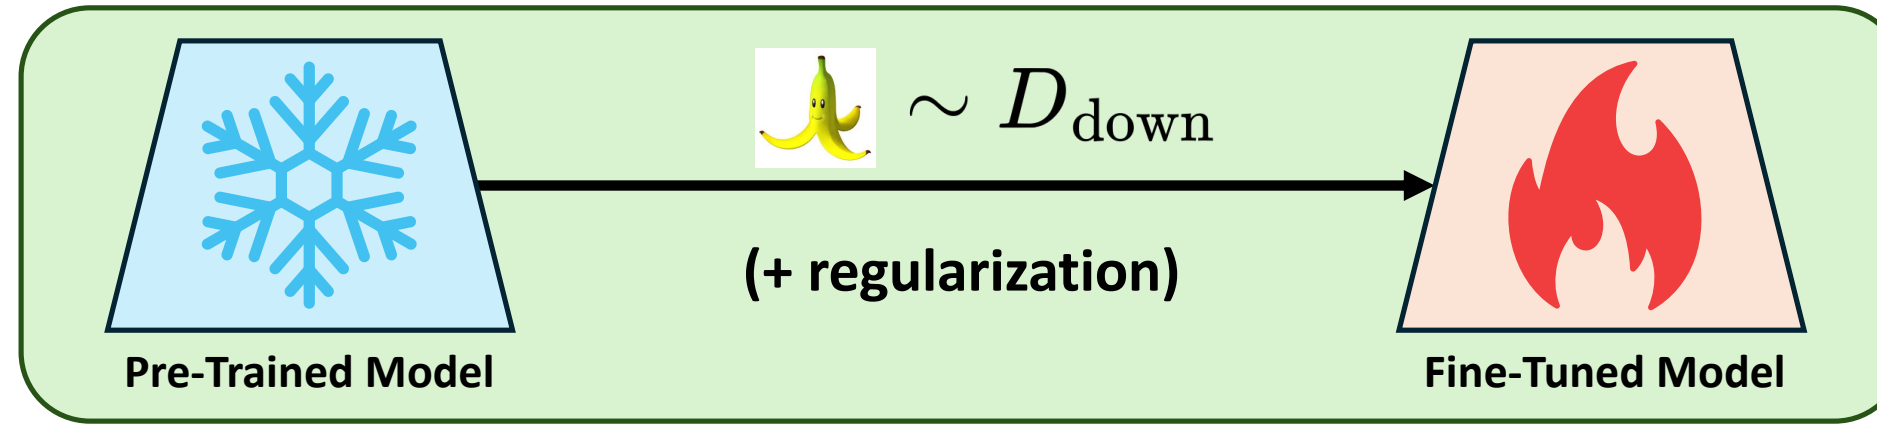 ~ D_down
(+ regularization)
Pre-Trained Model
Fine-Tuned Model